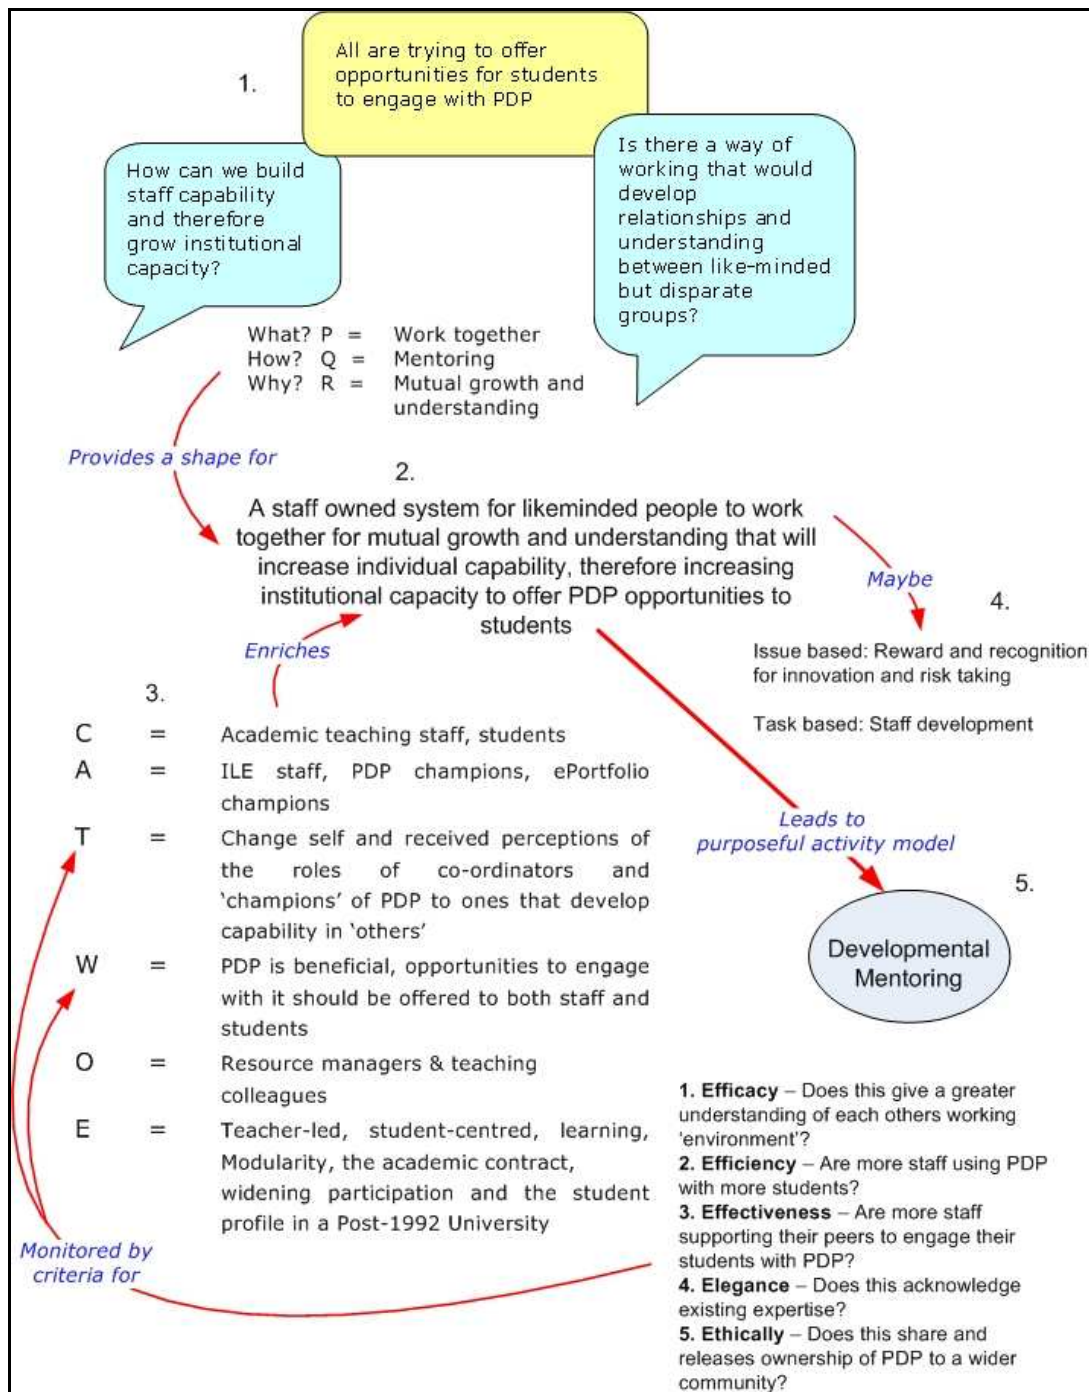 1.
All are trying to offer
opportunities for students
to engage with PDP
How can we build
staff capability
and therefore
grow institutional
capacity?
Is there a way of
working that would
develop
relationships and
understanding
between like-minded
but disparate
groups?
What? P = Work together
How? Q = Mentoring
Why? R = Mutual growth and
understanding
Provides a shape for
2.
A staff owned system for likeminded people to work
together for mutual growth and understanding that will
increase individual capability, therefore increasing
institutional capacity to offer PDP opportunities to
students
Maybe
4.
Issue based: Reward and recognition
for innovation and risk taking
Task based: Staff development
Enriches
3.
C = Academic teaching staff, students
A = ILE staff, PDP champions, ePortfolio
champions
T = Change self and received perceptions of
the roles of co-ordinators and
‘champions’ of PDP to ones that develop
capability in ‘others’
W = PDP is beneficial, opportunities to engage
with it should be offered to both staff and
students
O = Resource managers & teaching
colleagues
E = Teacher-led, student-centred, learning,
Modularity, the academic contract,
widening participation and the student
profile in a Post-1992 University
Leads to
purposeful activity model
5.
Developmental
Mentoring
1. Efficacy – Does this give a greater
understanding of each others working
‘environment’?
2. Efficiency – Are more staff using PDP
with more students?
3. Effectiveness – Are more staff
supporting their peers to engage their
students with PDP?
4. Elegance – Does this acknowledge
existing expertise?
5. Ethically – Does this share and
releases ownership of PDP to a wider
community?
Monitored by
criteria for